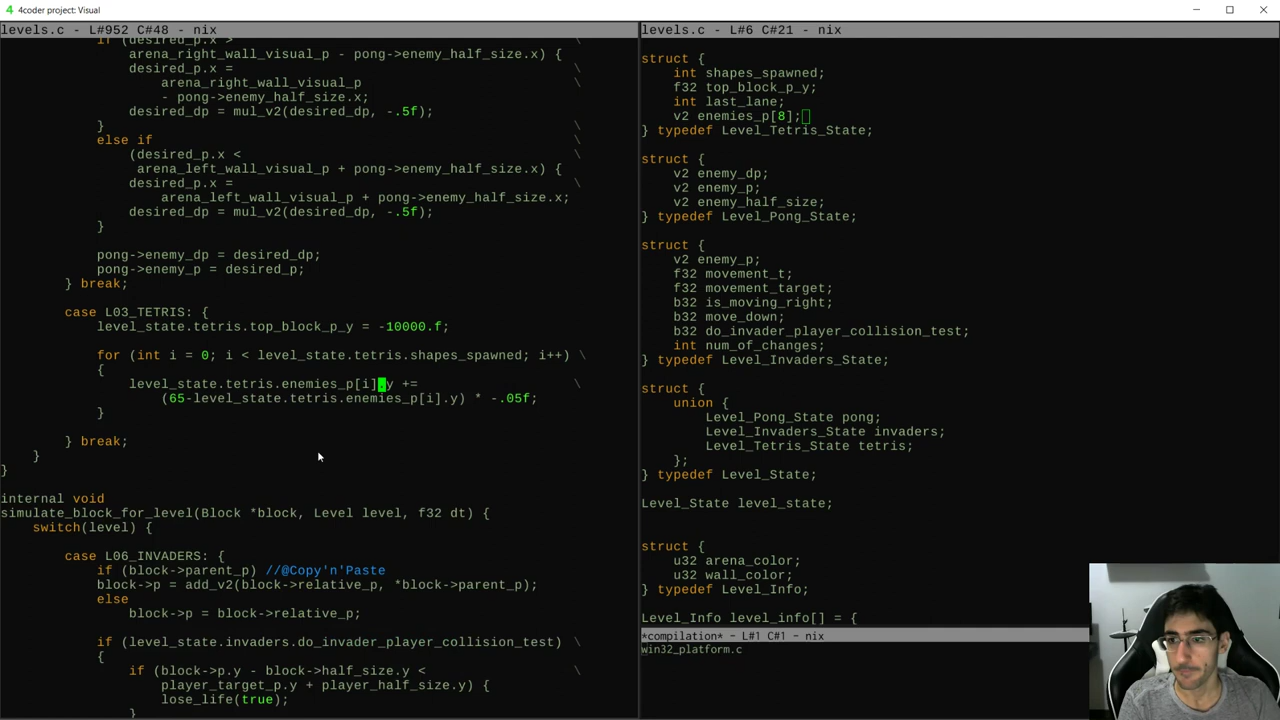 4 4coder project: Visual
levels.c - L#952 C#48 - nix
if (desired_p.x > \
arena_right_wall_visual_p - pong->enemy_half_size.x) { \
desired_p.x = \
arena_right_wall_visual_p \
- pong->enemy_half_size.x; \
desired_dp = mul_v2(desired_dp, -.5f);
}
else if \
(desired_p.x < \
arena_left_wall_visual_p + pong->enemy_half_size.x) { \
desired_p.x = \
arena_left_wall_visual_p + pong->enemy_half_size.x;
desired_dp = mul_v2(desired_dp, -.5f);
}
pong->enemy_dp = desired_dp;
pong->enemy_p = desired_p;
} break;
case L03_TETRIS: {
level_state.tetris.top_block_p_y = -10000.f;
for (int i = 0; i < level_state.tetris.shapes_spawned; i++) \
{
level_state.tetris.enemies_p[i].y += \
(65-level_state.tetris.enemies_p[i].y) * -.05f;
}
} break;
}
}
internal void
simulate_block_for_level(Block *block, Level level, f32 dt) {
switch(level) {
case L06_INVADERS: {
if (block->parent_p) //@Copy'n'Paste
block->p = add_v2(block->relative_p, *block->parent_p);
else
block->p = block->relative_p;
if (level_state.invaders.do_invader_player_collision_test) \
{
if (block->p.y - block->half_size.y < \
player_target_p.y + player_half_size.y) {
lose_life(true);
}
levels.c - L#6 C#21 - nix
struct {
int shapes_spawned;
f32 top_block_p_y;
int last_lane;
v2 enemies_p[8];
} typedef Level_Tetris_State;
struct {
v2 enemy_dp;
v2 enemy_p;
v2 enemy_half_size;
} typedef Level_Pong_State;
struct {
v2 enemy_p;
f32 movement_t;
f32 movement_target;
b32 is_moving_right;
b32 move_down;
b32 do_invader_player_collision_test;
int num_of_changes;
} typedef Level_Invaders_State;
struct {
union {
Level_Pong_State pong;
Level_Invaders_State invaders;
Level_Tetris_State tetris;
};
} typedef Level_State;
Level_State level_state;
struct {
u32 arena_color;
u32 wall_color;
} typedef Level_Info;
Level_Info level_info[] = {
*compilation* - L#1 C#1 - nix
win32_platform.c